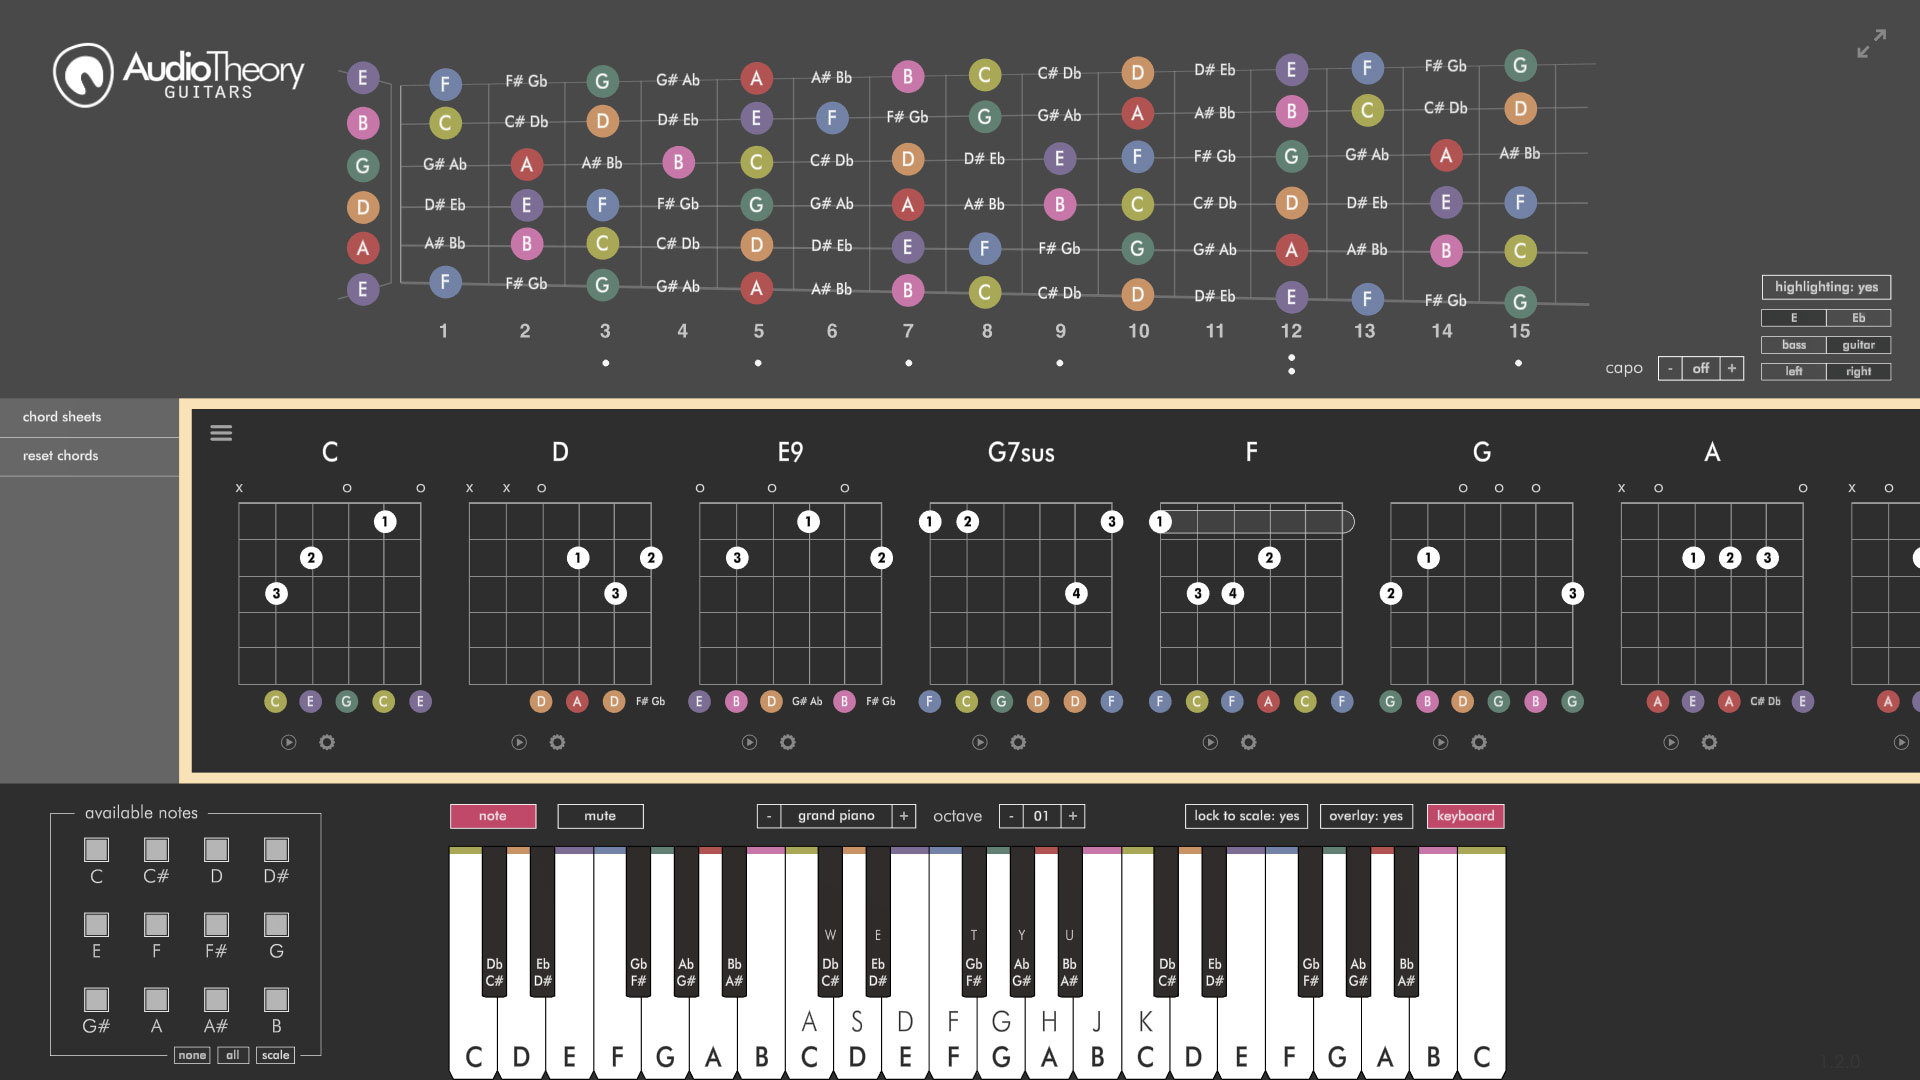 AudioTheory
GUITARS
E F F# Gb G G# Ab A A# Bb B C C# Db D D# Eb E F F# Gb G
B C C# Db D D# Eb E F F# Gb G G# Ab A A# Bb B C C# Db D
G G# Ab A A# Bb B C C# Db D D# Eb E F F# Gb G G# Ab A A# Bb
D D# Eb E F F# Gb G G# Ab A A# Bb B C C# Db D D# Eb E F
A A# Bb B C C# Db D D# Eb E F F# Gb G G# Ab A A# Bb B C
E F F# Gb G G# Ab A A# Bb B C C# Db D D# Eb E F F# Gb G
1 2 3 4 5 6 7 8 9 10 11 12 13 14 15
highlighting: yes
E Eb
bass guitar
left right
capo - off +
chord sheets
reset chords
C D E9 G7sus F G A
x o o x x o o o o o o o x o o x o
1 1 1 2 3 1
2 1 2 3 2 2 1 1 2 3
3 3 4 3 4 2 3
C E G C E D A D F# Gb E B D G# Ab B F# Gb F C G D D F F C F A C F G B D G B G A E A C# Db E A
available notes
C C# D D#
E F F# G
G# A A# B
none all scale
note mute - grand piano + octave - 01 + lock to scale: yes overlay: yes keyboard
W E T Y U
Db Eb Gb Ab Bb Db Eb Gb Ab Bb Db Eb Gb Ab Bb
C# D# F# G# A# C# D# F# G# A# C# D# F# G# A#
A S D F G H J K
C D E F G A B C D E F G A B C D E F G A B C
1.2.0